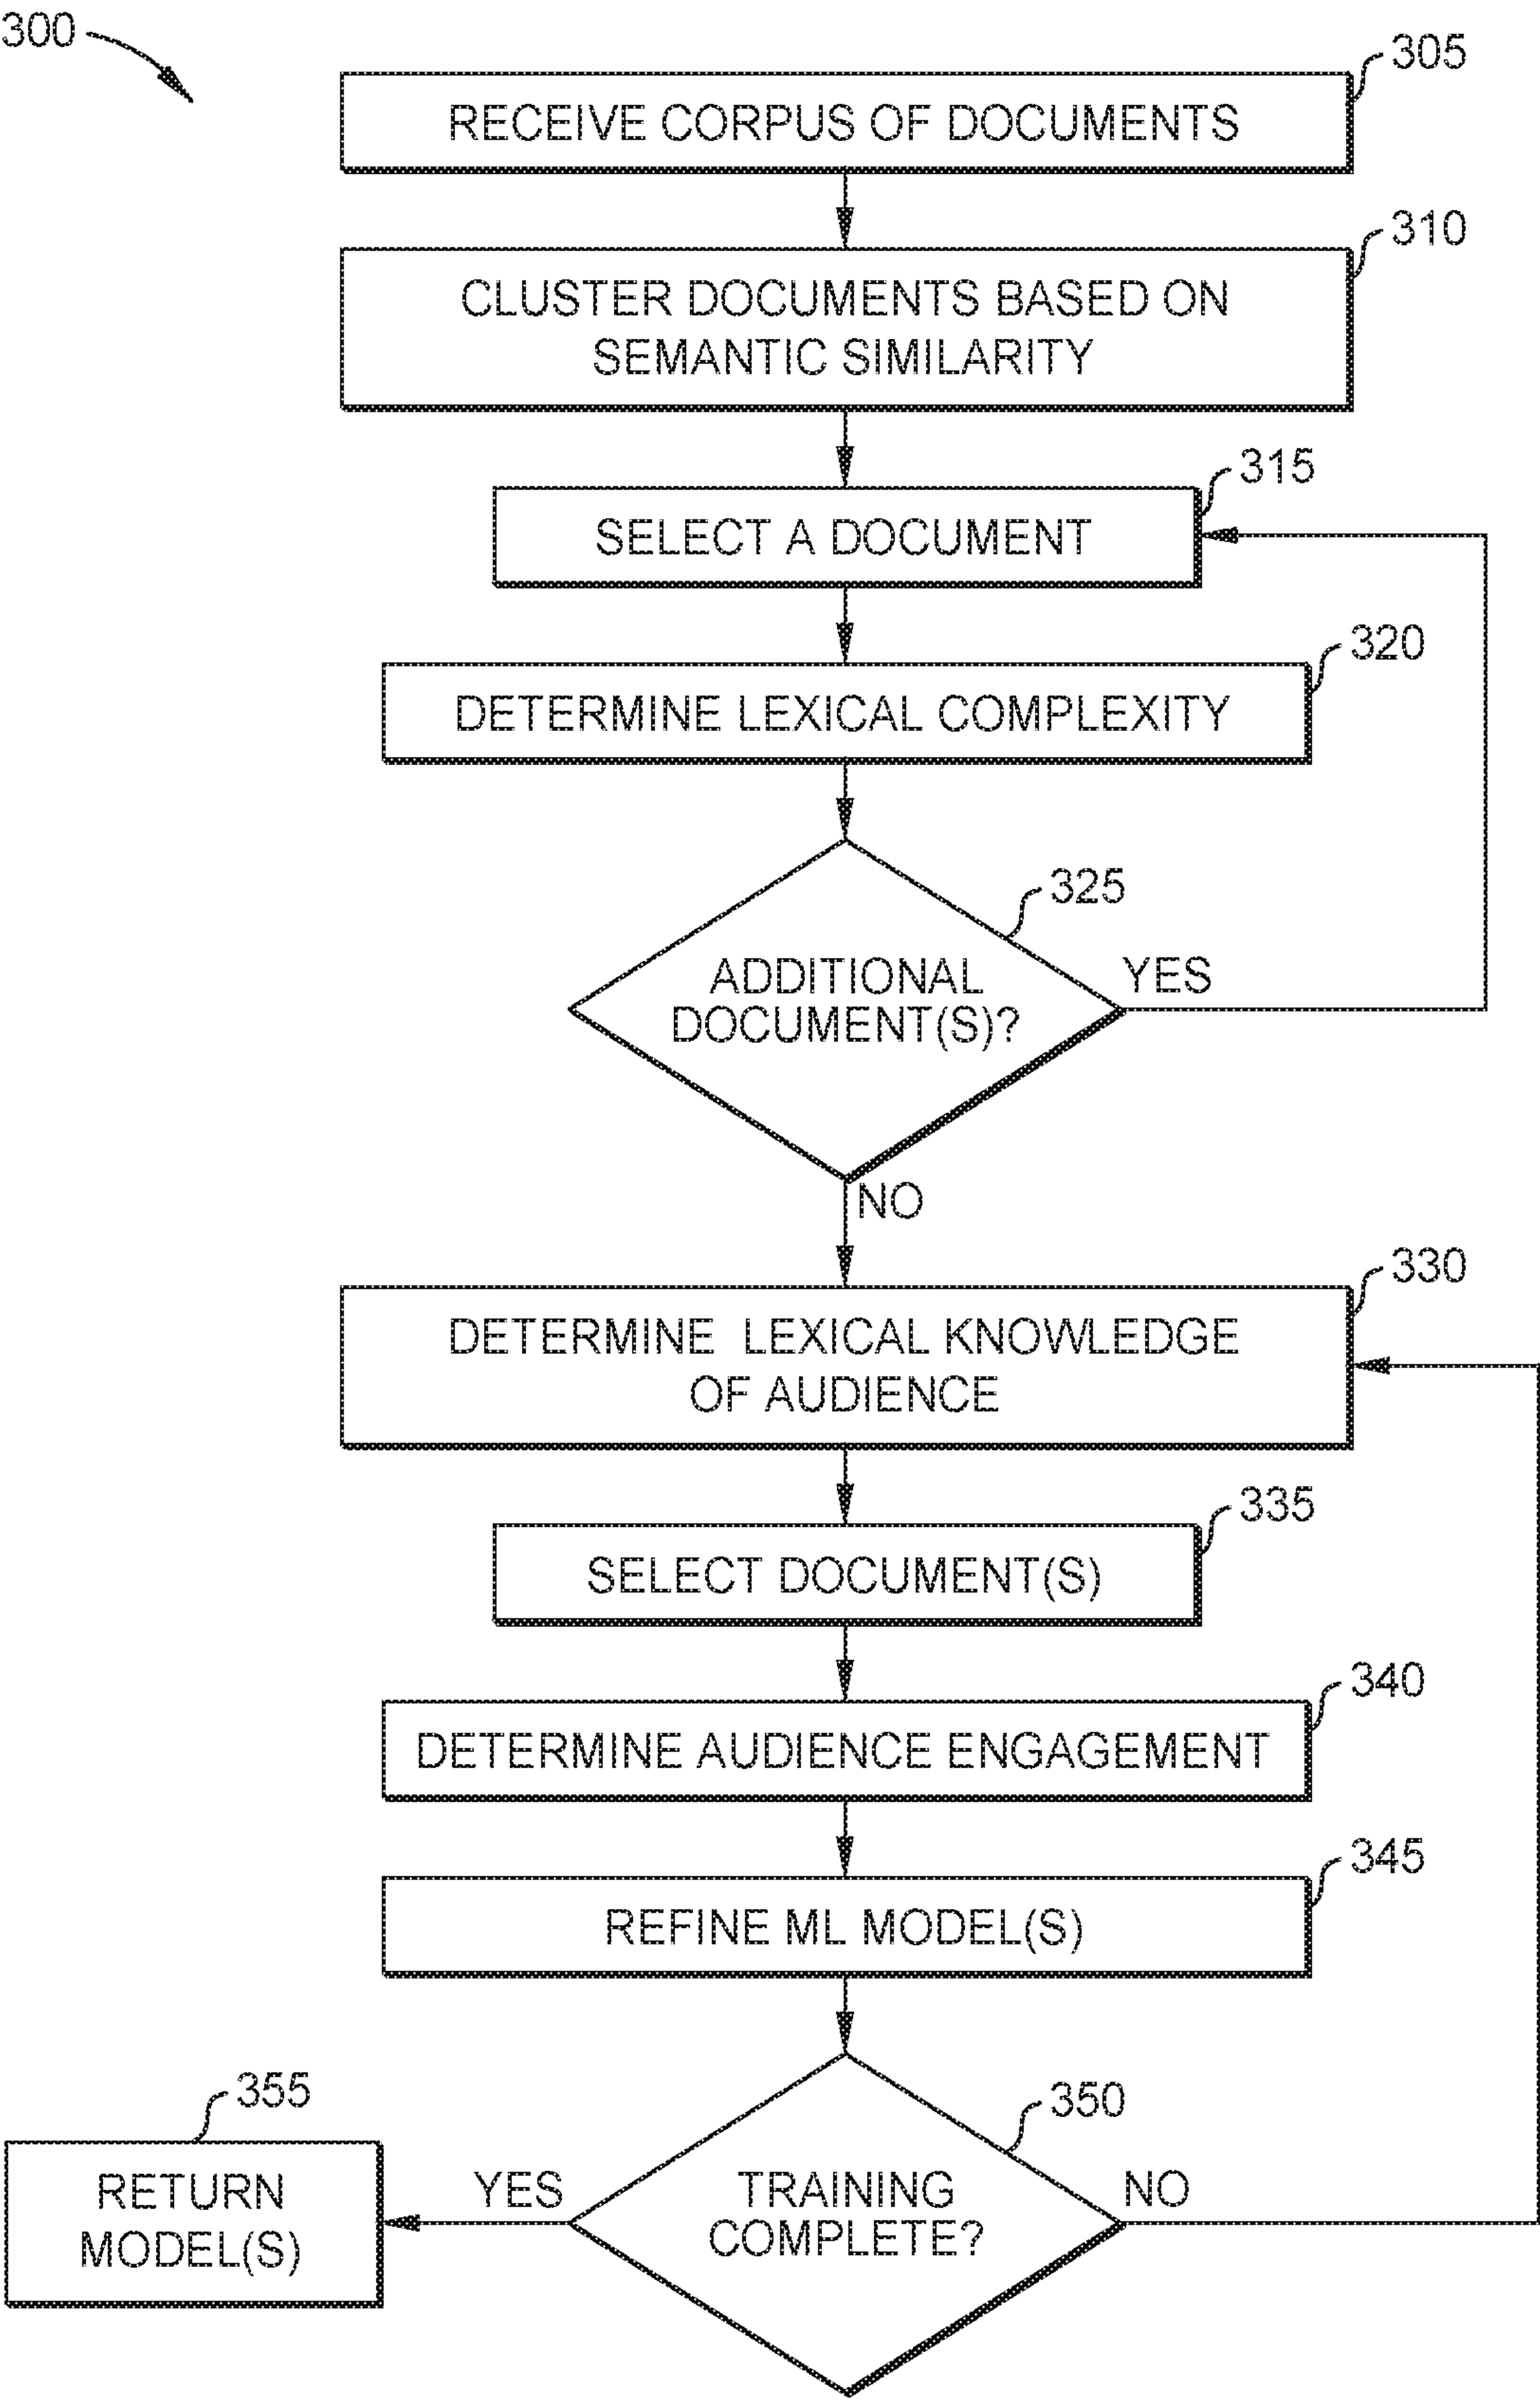 300
305
RECEIVE CORPUS OF DOCUMENTS
310
CLUSTER DOCUMENTS BASED ON
SEMANTIC SIMILARITY
315
SELECT A DOCUMENT
320
DETERMINE LEXICAL COMPLEXITY
325
ADDITIONAL
DOCUMENT(S)?
YES
NO
330
DETERMINE LEXICAL KNOWLEDGE
OF AUDIENCE
335
SELECT DOCUMENT(S)
340
DETERMINE AUDIENCE ENGAGEMENT
345
REFINE ML MODEL(S)
350
TRAINING
COMPLETE?
YES
NO
355
RETURN
MODEL(S)